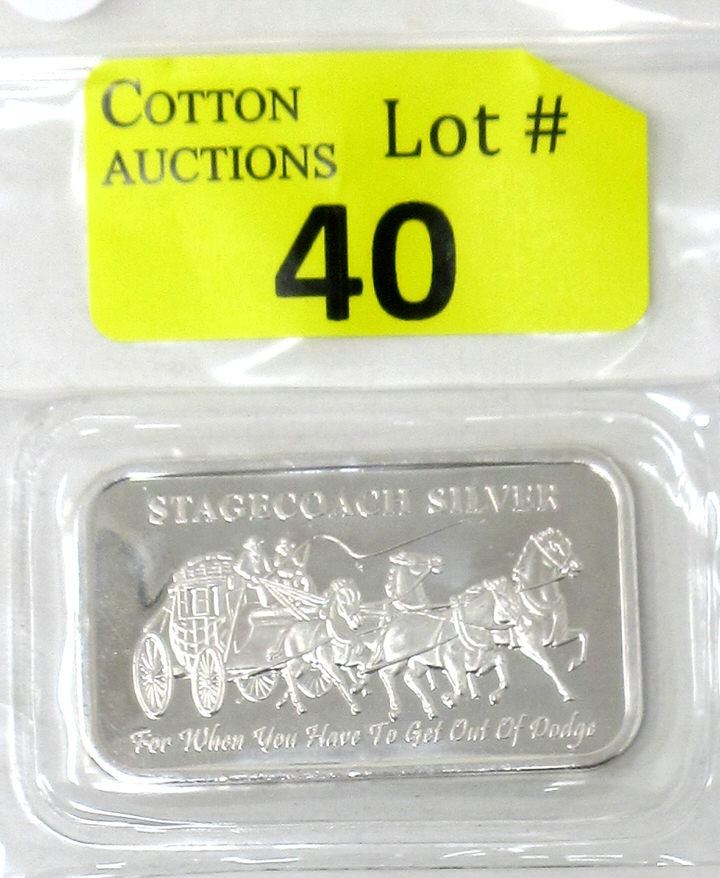 COTTON
AUCTIONS
Lot #
40
STAGECOACH SILVER
For When You Have To Get Out Of Dodge